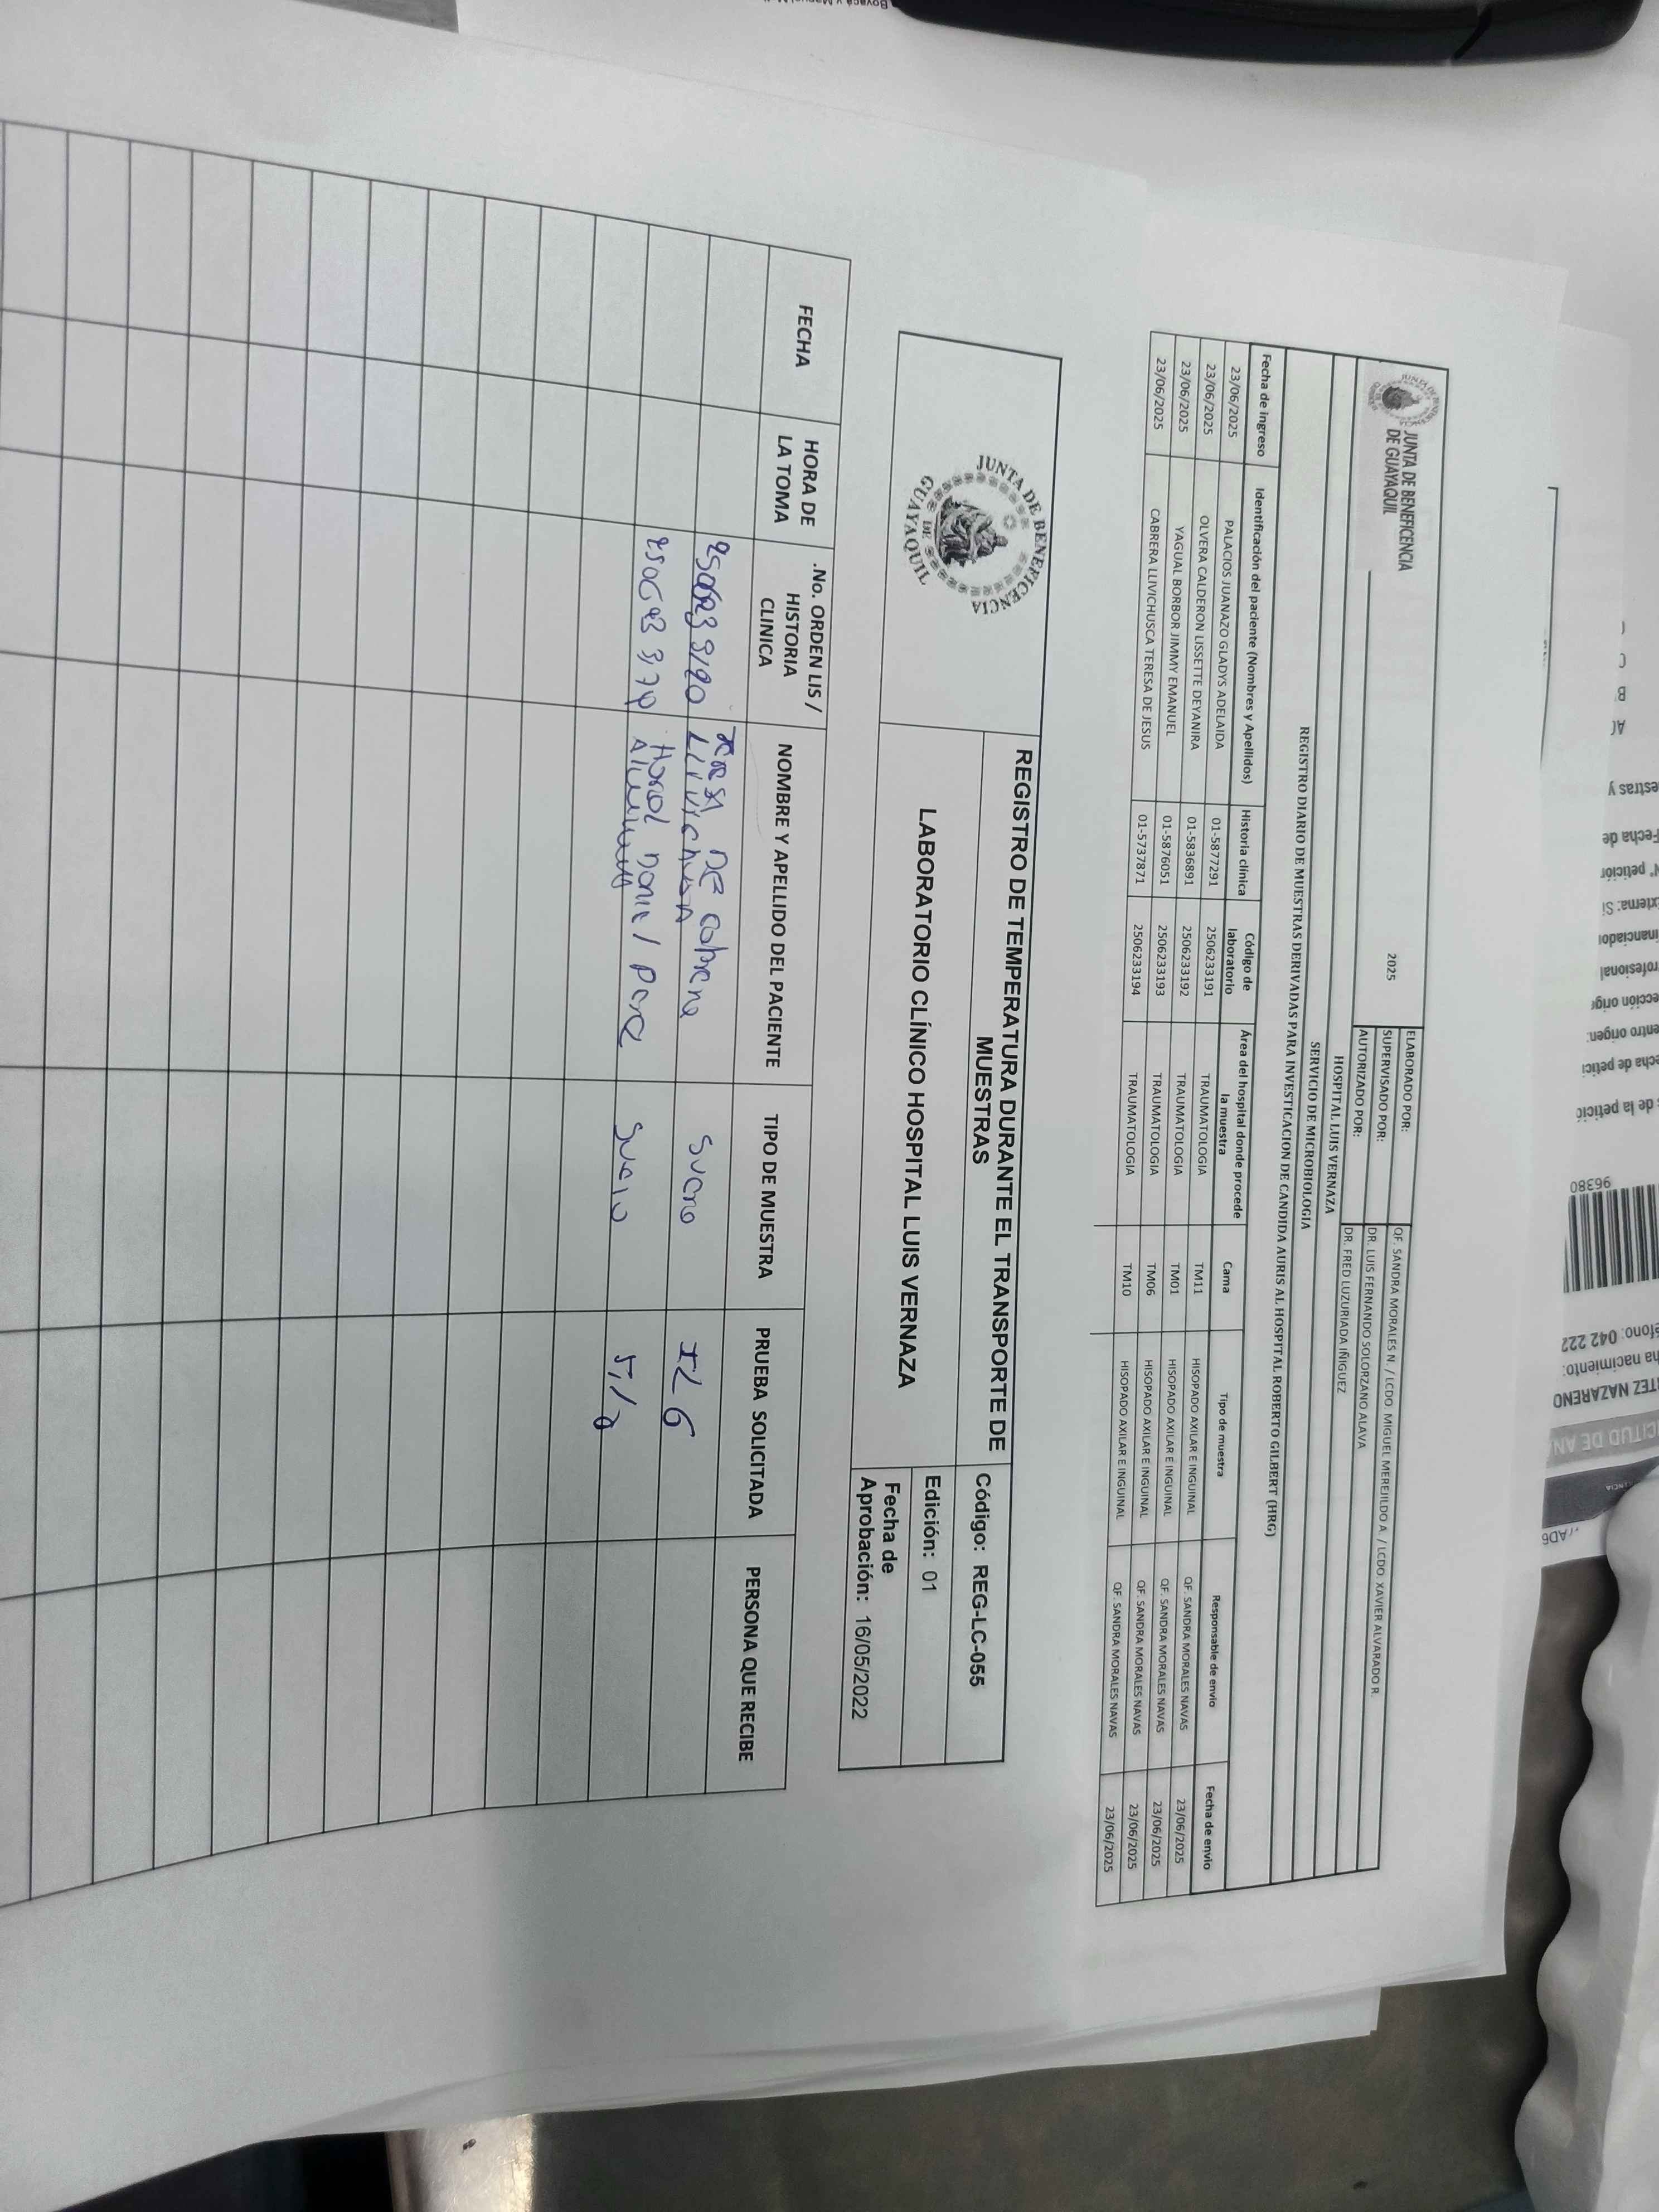 JUNTA DE BENEFICENCIA
DE GUAYAQUIL
2025
ELABORADO POR: QF. SANDRA MORALES N. / LCDO. MIGUEL MEREJILDO A. / LCDO. XAVIER ALVARADO R.
SUPERVISADO POR: DR. LUIS FERNANDO SOLORZANO ALAVA
AUTORIZADO POR: DR. FRED LUZURIADA IÑIGUEZ
HOSPITAL LUIS VERNAZA
SERVICIO DE MICROBIOLOGIA
REGISTRO DIARIO DE MUESTRAS DERIVADAS PARA INVESTIGACION DE CANDIDA AURIS AL HOSPITAL ROBERTO GILBERT (HRG)
Fecha de ingreso Identificación del paciente (Nombres y Apellidos) Historia clínica Código de laboratorio Área del hospital donde procede la muestra Cama Tipo de muestra Responsable de envio Fecha de envio
23/06/2025 PALACIOS JUANAZO GLADYS ADELAIDA 01-5877291 2506233191 TRAUMATOLOGIA TM11 HISOPADO AXILAR E INGUINAL QF. SANDRA MORALES NAVAS 23/06/2025
23/06/2025 OLVERA CALDERON LISSETTE DEYANIRA 01-5836891 2506233192 TRAUMATOLOGIA TM01 HISOPADO AXILAR E INGUINAL QF. SANDRA MORALES NAVAS 23/06/2025
23/06/2025 YAGUAL BORBOR JIMMY EMANUEL 01-5876051 2506233193 TRAUMATOLOGIA TM06 HISOPADO AXILAR E INGUINAL QF. SANDRA MORALES NAVAS 23/06/2025
23/06/2025 CABRERA LLIVICHUSCA TERESA DE JESUS 01-5737871 2506233194 TRAUMATOLOGIA TM10 HISOPADO AXILAR E INGUINAL QF. SANDRA MORALES NAVAS 23/06/2025
JUNTA DE BENEFICENCIA DE GUAYAQUIL
REGISTRO DE TEMPERATURA DURANTE EL TRANSPORTE DE
MUESTRAS
LABORATORIO CLÍNICO HOSPITAL LUIS VERNAZA
Código: REG-LC-055
Edición: 01
Fecha de
Aprobación: 16/05/2022
FECHA HORA DE LA TOMA .No. ORDEN LIS / HISTORIA CLINICA NOMBRE Y APELLIDO DEL PACIENTE TIPO DE MUESTRA PRUEBA SOLICITADA PERSONA QUE RECIBE
DE Cabrera
Suero IL 6
Suero
96380